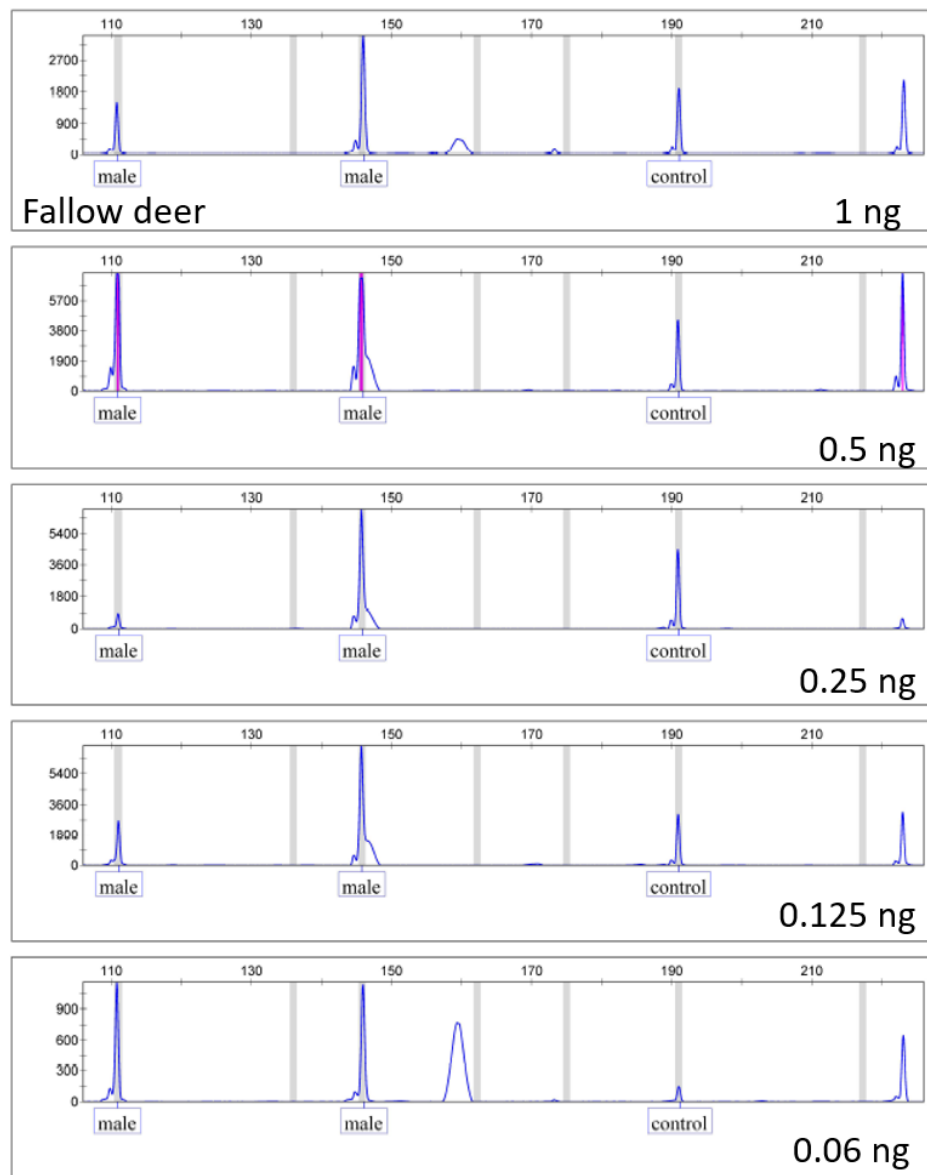 110 130 150 170 190 210
2700
1800
900
0
male male control
Fallow deer 1 ng
110 130 150 170 190 210
5700
3800
1900
0
male male control
0.5 ng
110 130 150 170 190 210
5400
3600
1800
0
male male control
0.25 ng
110 130 150 170 190 210
5400
3600
1800
0
male male control
0.125 ng
110 130 150 170 190 210
900
600
300
0
male male control
0.06 ng